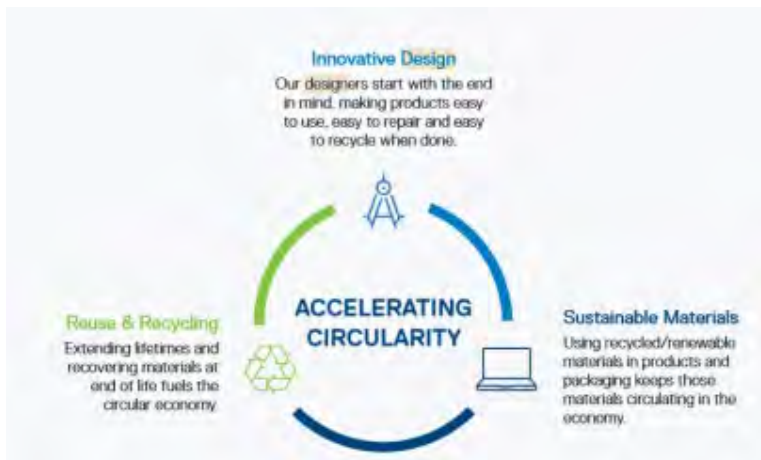 Innovative Design
Our designers start with the end
in mind, making products easy
to use, easy to repair and easy
to recycle when done.
ACCELERATING
CIRCULARITY
Reuse & Recycling
Extending lifetimes and
recovering materials at
end of life fuels the
circular economy.
Sustainable Materials
Using recycled/renewable
materials in products and
packaging keeps those
materials circulating in the
economy.